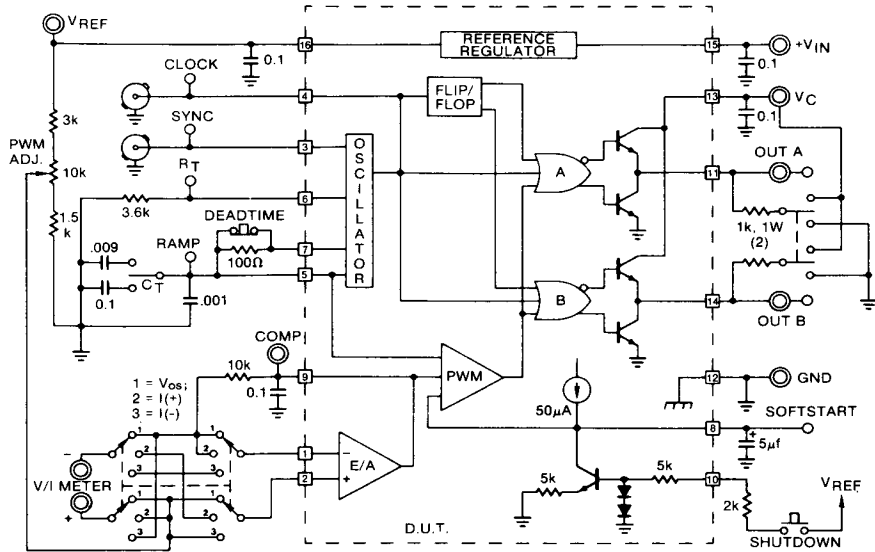 VREF
16
REFERENCE
REGULATOR
15
+VIN
0.1
0.1
CLOCK
4
FLIP/
FLOP
13
VC
0.1
3k
SYNC
3
OSCILLATOR
PWM
ADJ.
10k
RT
6
3.6k
A
11
OUT A
1.5
k
DEADTIME
7
100Ω
1k, 1W
(2)
.009
RAMP
5
0.1
CT
.001
B
14
OUT B
COMP
10k
9
0.1
PWM
50µA
12
GND
1 = Vos;
2 = I(+)
3 = I(-)
SOFTSTART
8
+
5µf
1
1
2
2
3
3
−
V/I METER
+
1
−
2
+
E/A
1
1
2
2
3
3
5k
5k
10
2k
VREF
D.U.T.
SHUTDOWN